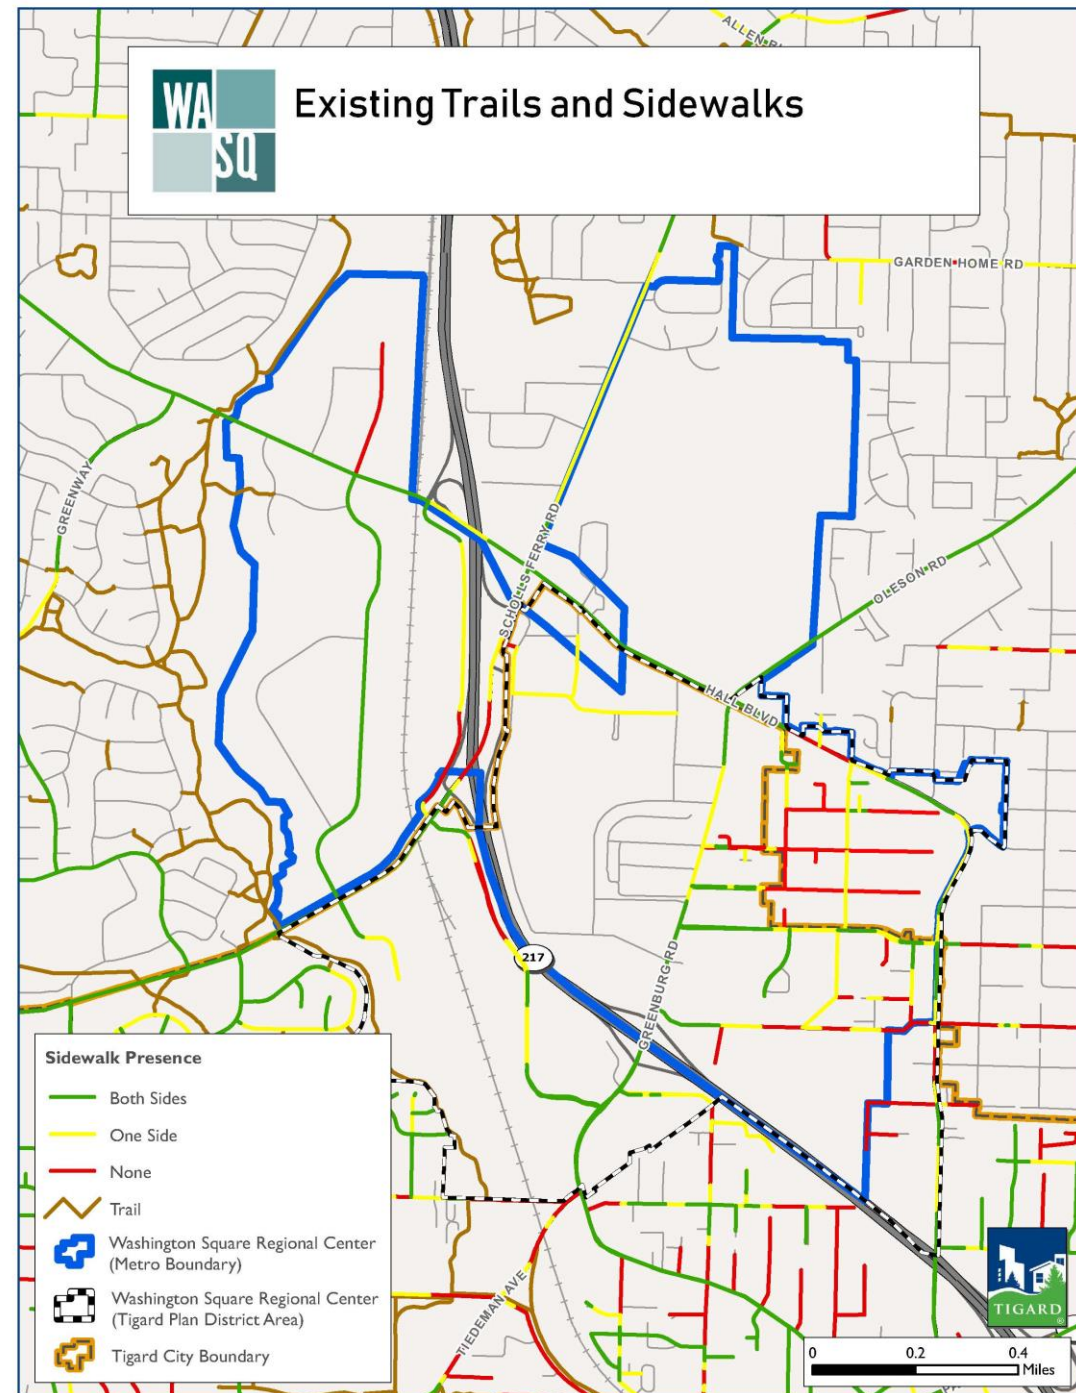 ALLEN B
WA
SQ
Existing Trails and Sidewalks
GARDEN HOME RD
GREENWAY
SCHOLLS FERRY RD
OLESON RD
HALL BLVD
217
GREENBURG RD
TIEDEMAN AVE
Sidewalk Presence
Both Sides
One Side
None
Trail
Washington Square Regional Center
(Metro Boundary)
Washington Square Regional Center
(Tigard Plan District Area)
Tigard City Boundary
TIGARD
0 0.2 0.4
Miles